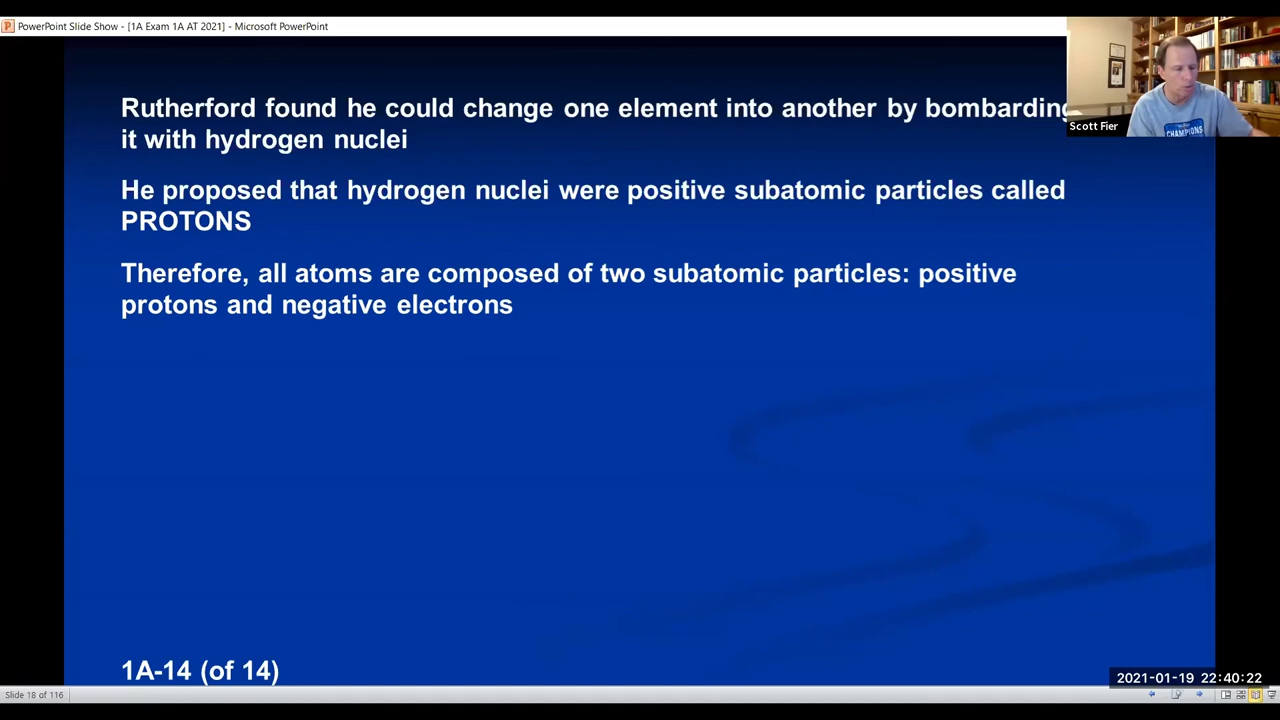 PowerPoint Slide Show - [1A Exam 1A AT 2021] - Microsoft PowerPoint
Rutherford found he could change one element into another by bombarding
it with hydrogen nuclei
Scott Fier
CHAMPIONS
He proposed that hydrogen nuclei were positive subatomic particles called
PROTONS
Therefore, all atoms are composed of two subatomic particles: positive
protons and negative electrons
1A-14 (of 14)
2021-01-19 22:40:22
Slide 18 of 116